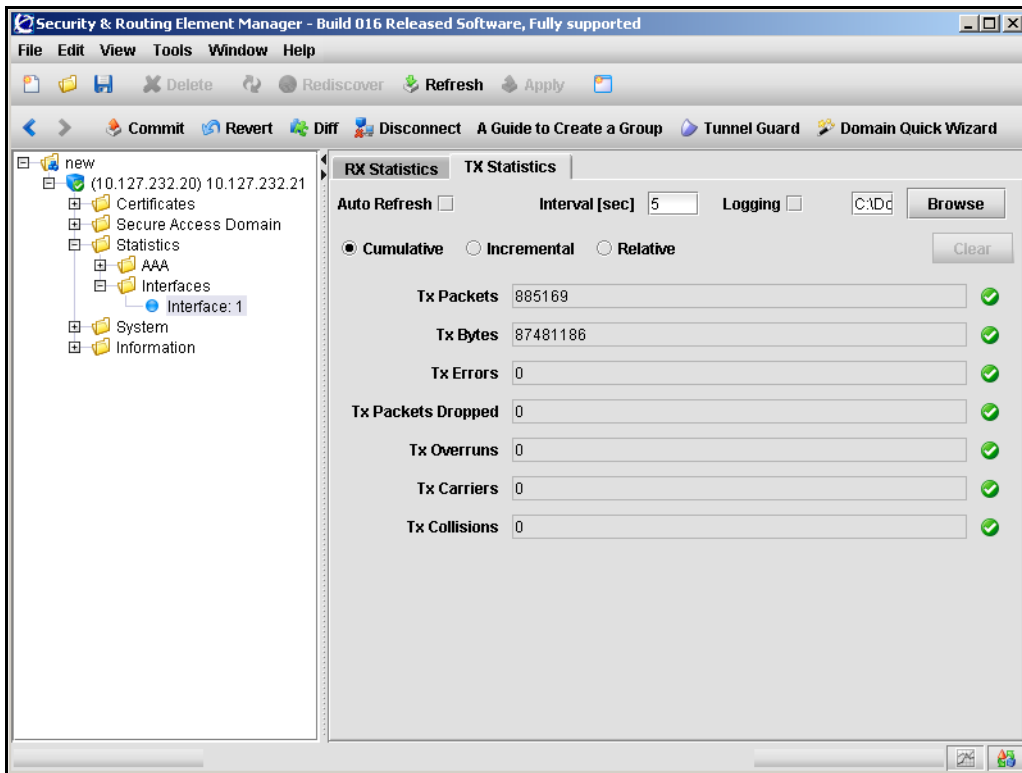 Security & Routing Element Manager - Build 016 Released Software, Fully supported
File Edit View Tools Window Help
Delete Rediscover Refresh Apply
Commit Revert Diff Disconnect A Guide to Create a Group Tunnel Guard Domain Quick Wizard
new
(10.127.232.20) 10.127.232.21
Certificates
Secure Access Domain
Statistics
AAA
Interfaces
Interface: 1
System
Information
RX Statistics TX Statistics
Auto Refresh Interval [sec] 5 Logging C:\Dc Browse
Cumulative Incremental Relative Clear
Tx Packets 885169
Tx Bytes 87481186
Tx Errors 0
Tx Packets Dropped 0
Tx Overruns 0
Tx Carriers 0
Tx Collisions 0